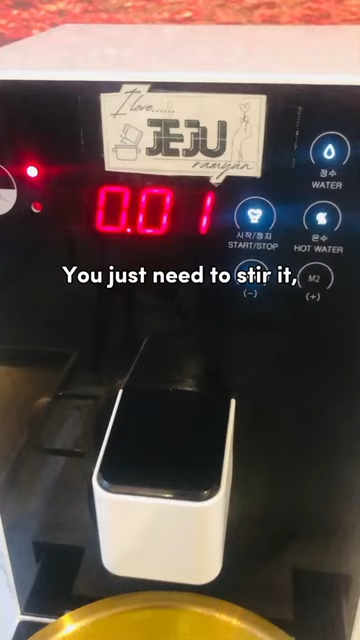 I love......
JEJU
ramyun
0.01
정수
WATER
시작/정지
START/STOP
온수
HOT WATER
You just need to stir it,
M2
(-)
(+)